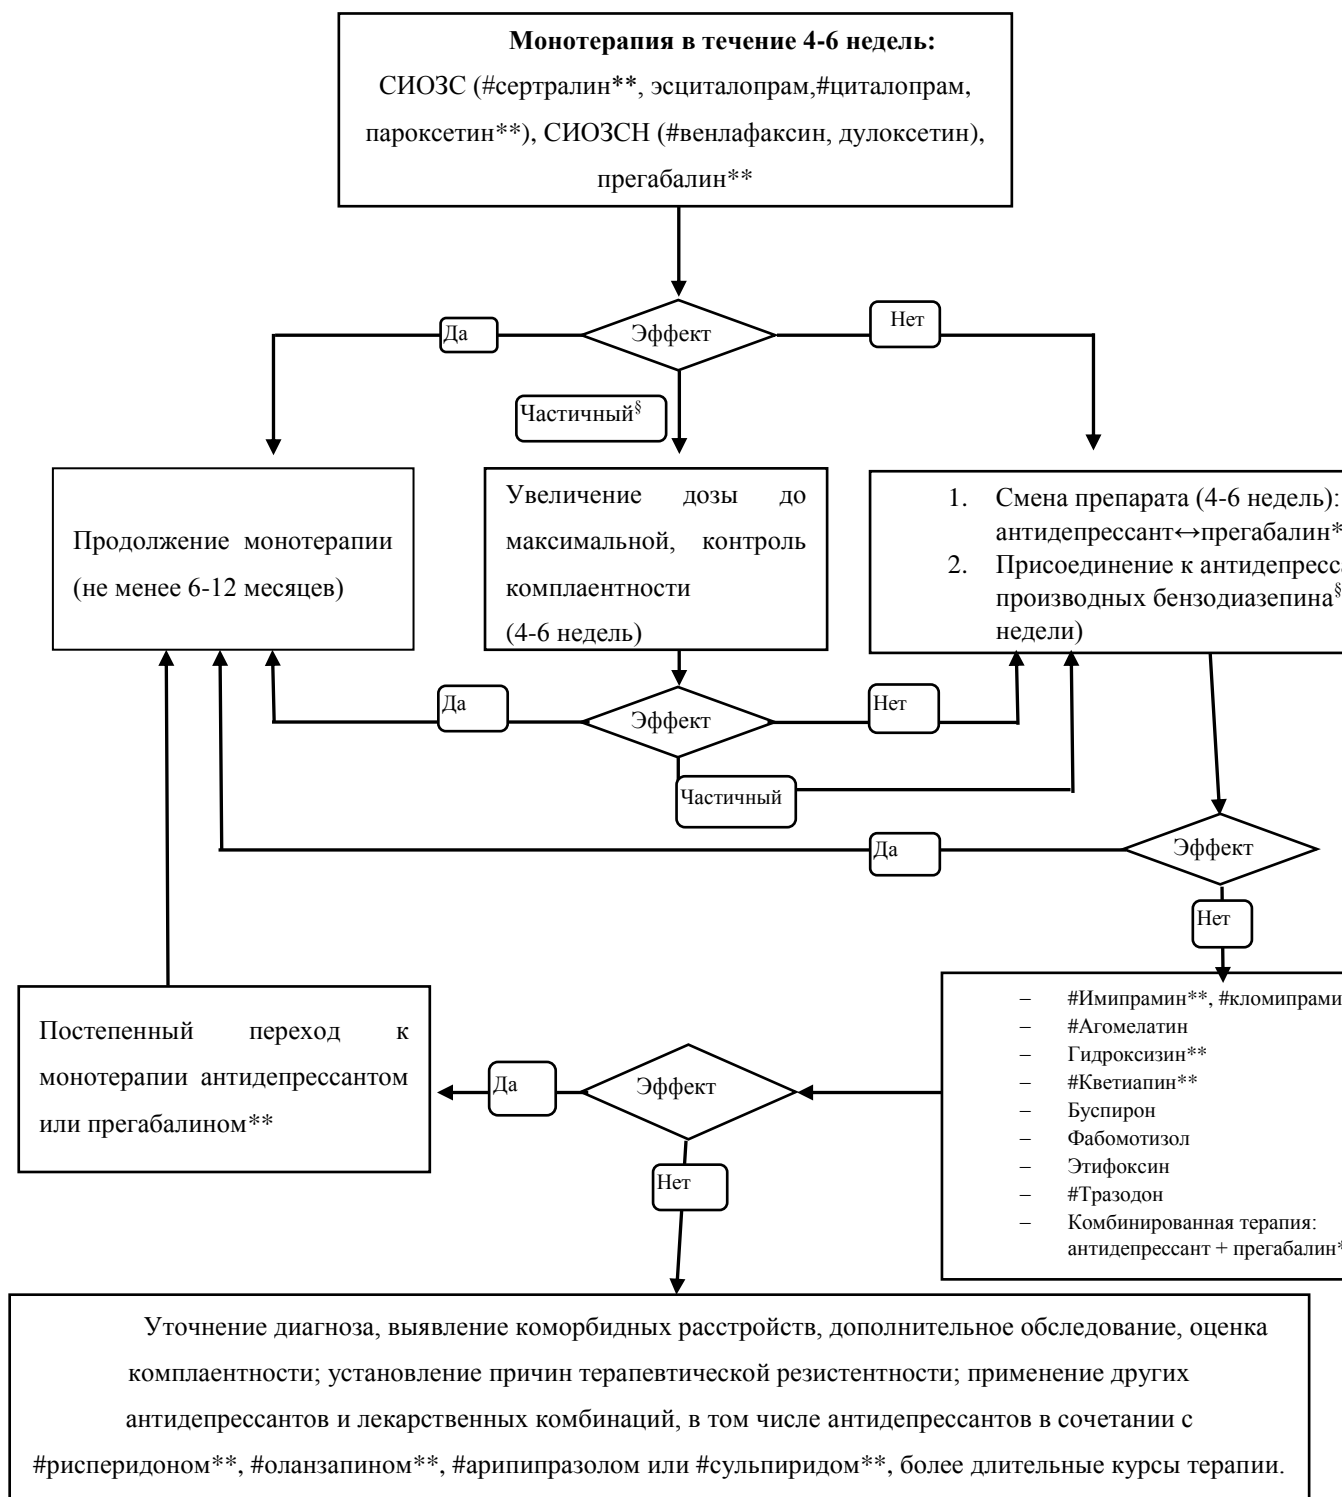 Монотерапия в течение 4-6 недель:
СИОЗС (#сертралин**, эсциталопрам,#циталопрам,
пароксетин**), СИОЗСН (#венлафаксин, дулоксетин),
прегабалин**
Да
Эффект
Нет
Частичный§
Продолжение монотерапии
(не менее 6-12 месяцев)
Увеличение дозы до
максимальной, контроль
комплаентности
(4-6 недель)
1. Смена препарата (4-6 недель):
антидепрессант↔прегабалин*
2. Присоединение к
производных бензодиазепина§
недели)
Да
Эффект
Нет
Частичный
Да
Эффект
Нет
Постепенный переход к
монотерапии антидепрессантом
или прегабалином**
Да
Эффект
Нет
– #Имипрамин**,
– #Агомелатин
– Гидроксизин**
– #Кветиапин**
– Буспирон
– Фабомотизол
– Этифоксин
– #Тразодон
– Комбинированная терапия:
антидепрессант + прегабалин*
Уточнение диагноза, выявление коморбидных расстройств, дополнительное обследование, оценка
комплаентности; установление причин терапевтической резистентности; применение других
антидепрессантов и лекарственных комбинаций, в том числе антидепрессантов в сочетании с
#рисперидоном**, #оланзапином**, #арипипразолом или #сульпиридом**, более длительные курсы терапии.